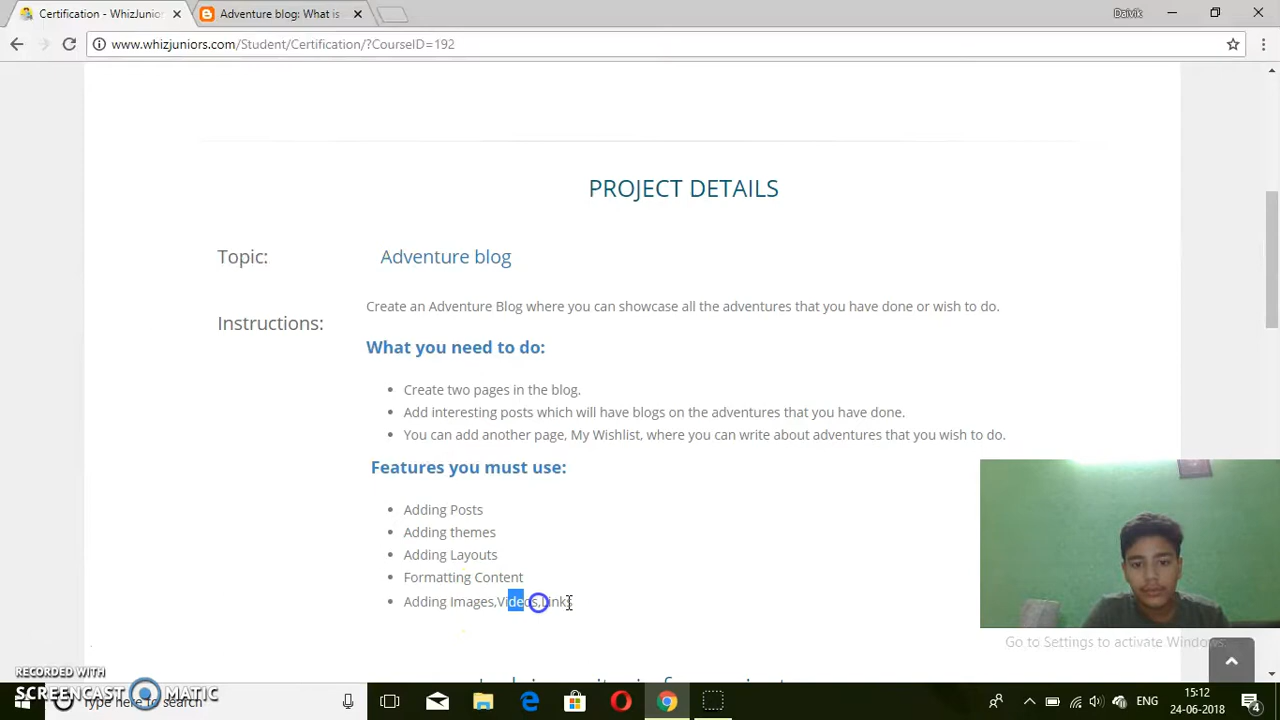 Certification - WhizJunior
Adventure blog: What is
Daivik
www.whizjuniors.com/Student/Certification/?CourseID=192
PROJECT DETAILS
Topic:
Adventure blog
Instructions:
Create an Adventure Blog where you can showcase all the adventures that you have done or wish to do.
What you need to do:
Create two pages in the blog.
Add interesting posts which will have blogs on the adventures that you have done.
You can add another page, My Wishlist, where you can write about adventures that you wish to do.
Features you must use:
Adding Posts
Adding themes
Adding Layouts
Formatting Content
Adding Images,Videos,Links
Go to Settings to activate Windows.
RECORDED WITH
SCREENCAST MATIC
Type here to search
ENG
15:12
24-06-2018
4